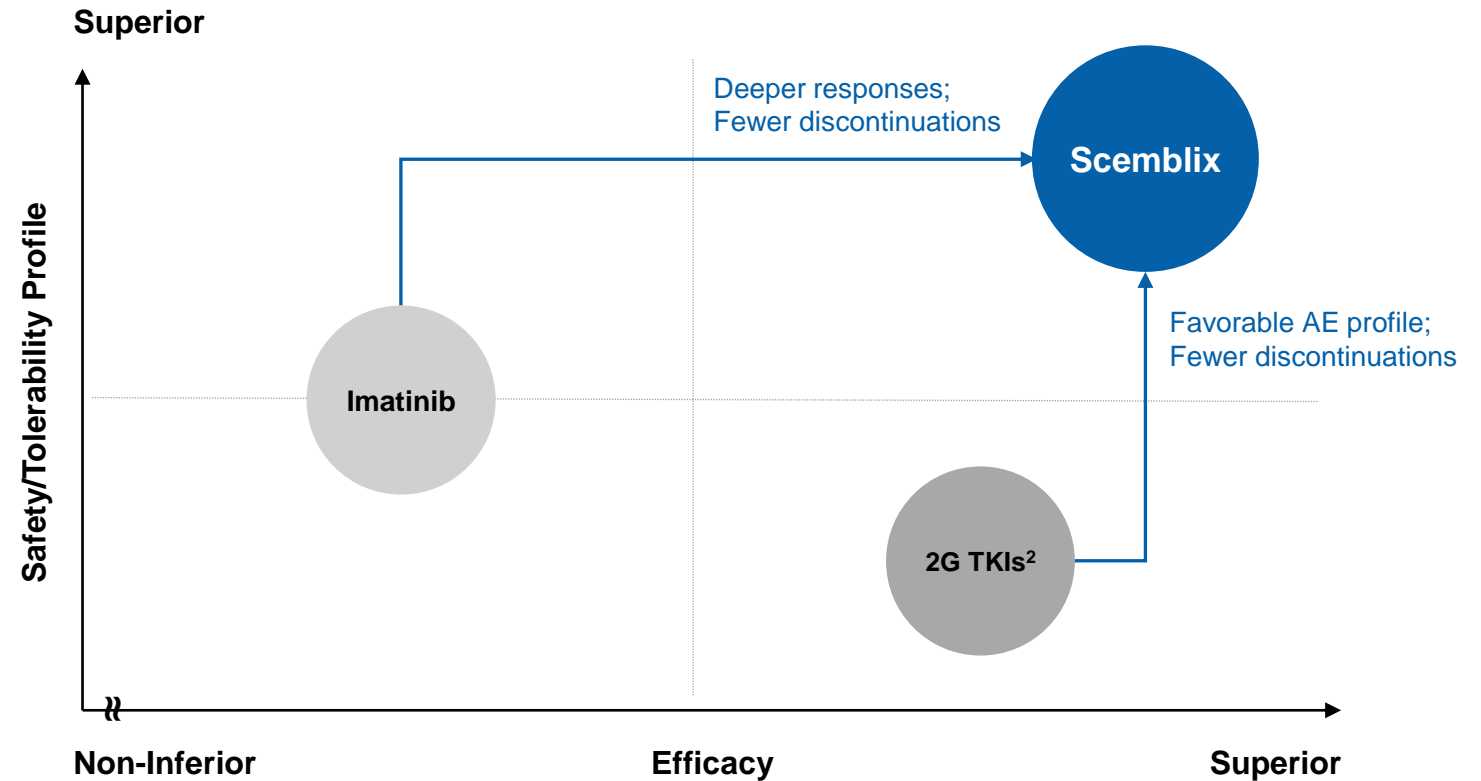 Superior
Deeper responses;
Fewer discontinuations
Scemblix
Safety/Tolerability Profile
Favorable AE profile;
Fewer discontinuations
Imatinib
2G TKIs²
Non-Inferior
Efficacy
Superior